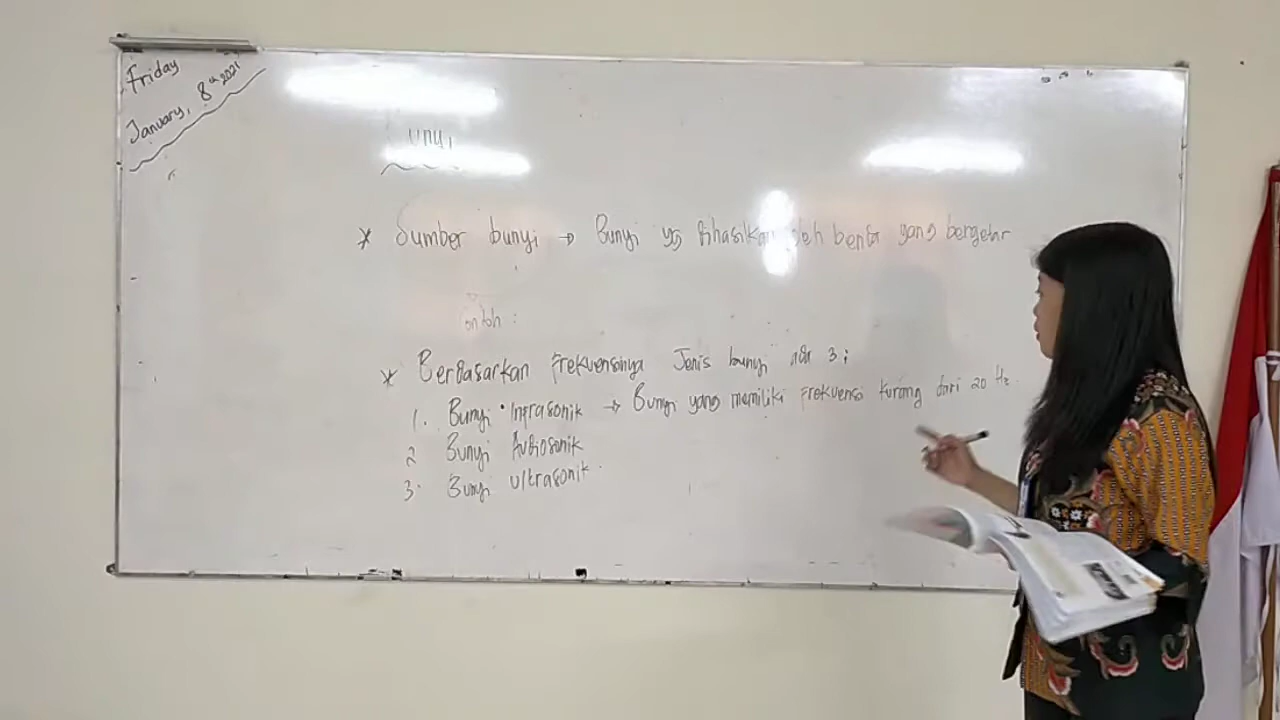 Friday
January, 8th 2021
* Sumber bunyi → Bunyi yg dihasilkan oleh benda yang bergetar
* Berdasarkan Frekuensinya Jenis bunyi ada 3;
1. Bunyi Infrasonik → Bunyi yang memiliki frekuensi kurang dari 20 Hz.
2 Bunyi Audiosonik
3. Bunyi Ultrasonik.